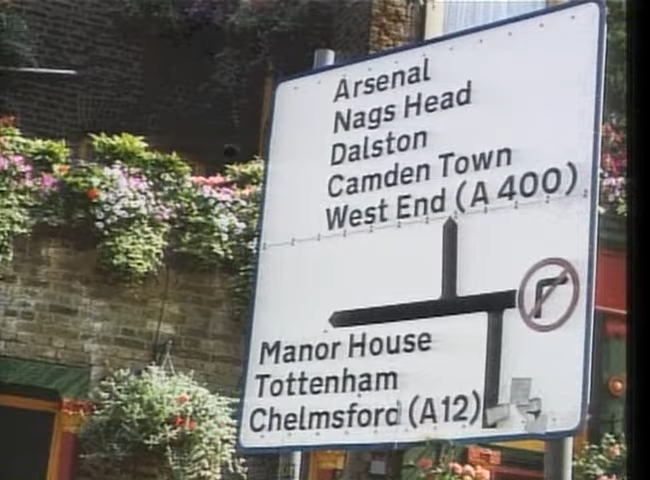 Arsenal
Nags Head
Dalston
Camden Town
West End (A 400)
Manor House
Tottenham
Chelmsford (A12)